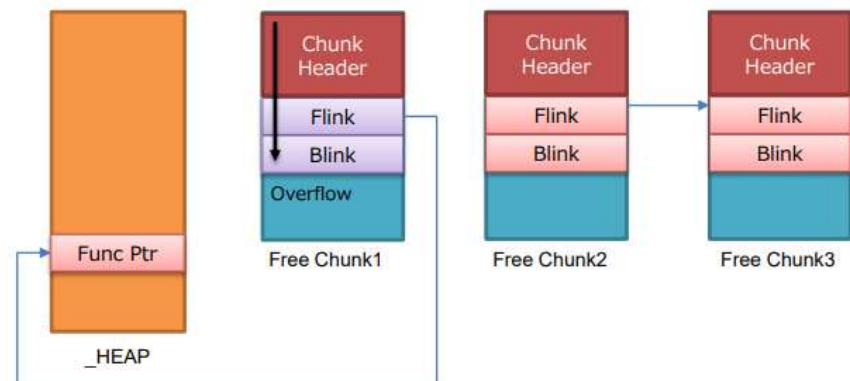 Func Ptr
_HEAP
Chunk
Header
Flink
Blink
Overflow
Free Chunk1
Chunk
Header
Flink
Blink
Free Chunk2
Chunk
Header
Flink
Blink
Free Chunk3